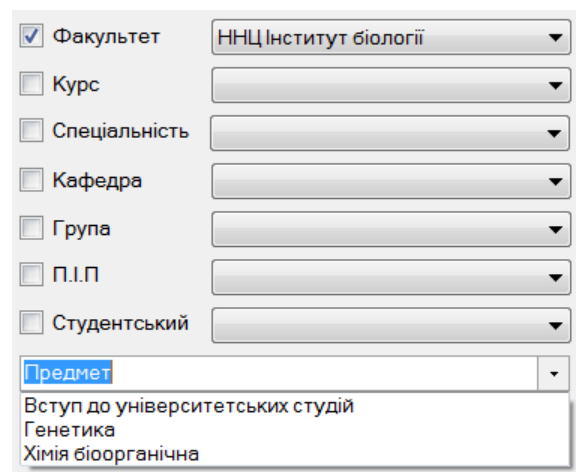 Факультет ННЦ Інститут біології
Курс
Спеціальність
Кафедра
Група
П.І.П
Студентський
Предмет
Вступ до університетських студій
Генетика
Хімія біоорганічна